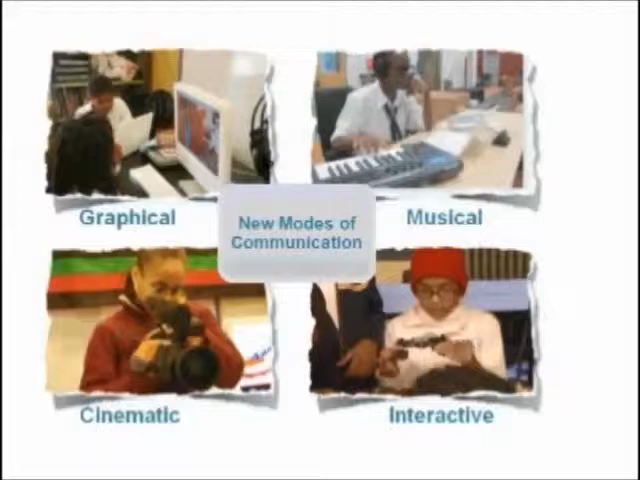 Graphical
Musical
New Modes of
Communication
Cinematic
Interactive